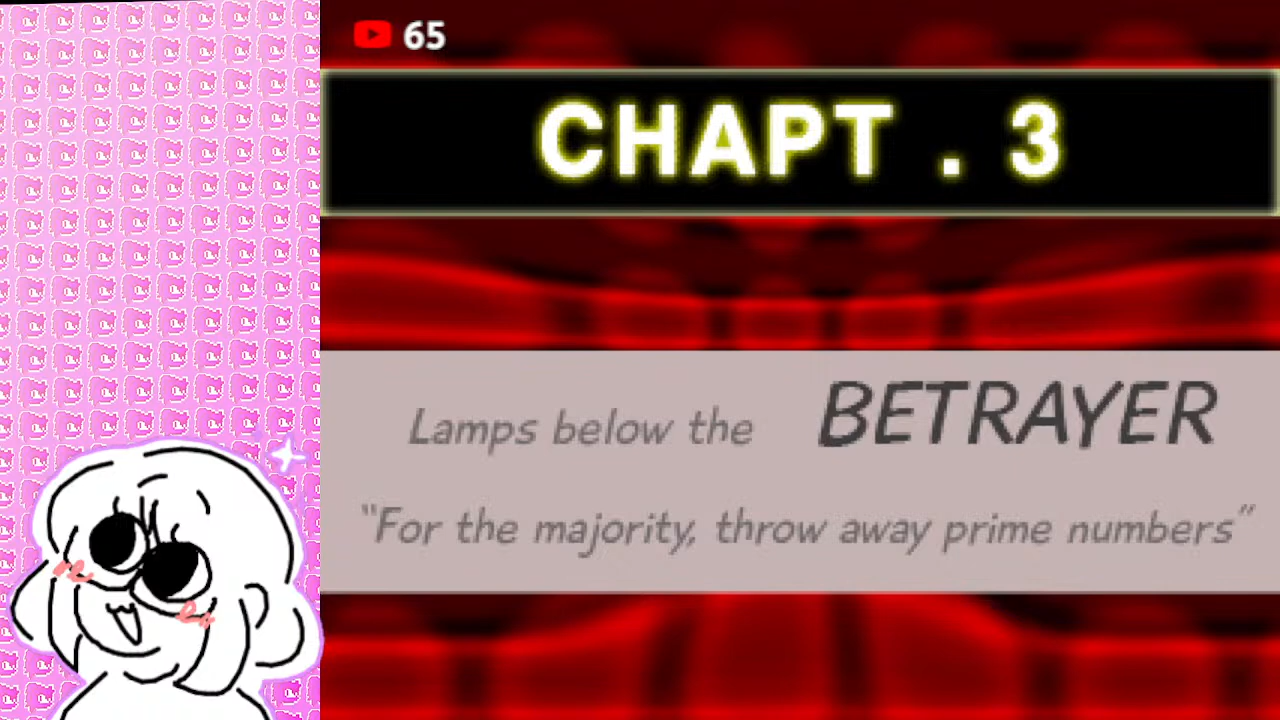 65
CHAPT . 3
Lamps below the BETRAYER
“For the majority, throw away prime numbers”